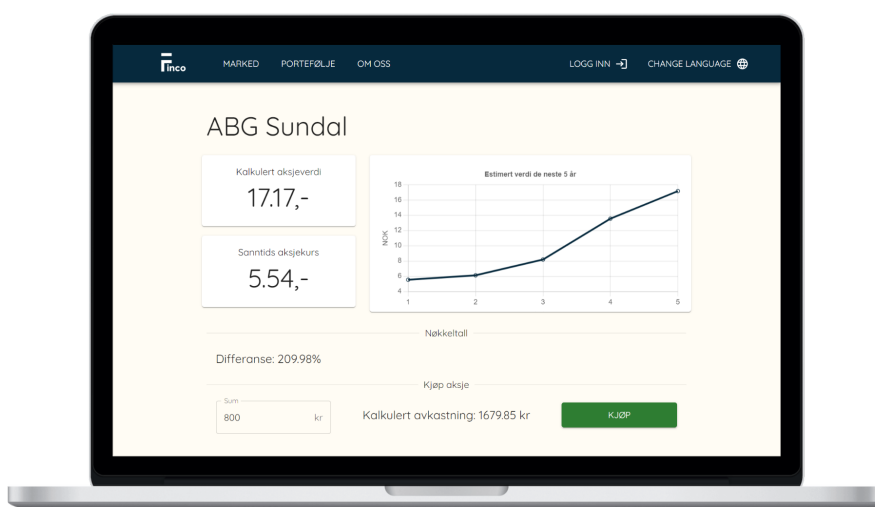 Finco
MARKED PORTEFØLJE OM OSS LOGG INN CHANGE LANGUAGE
ABG Sundal
Kalkulert aksjeverdi
17.17,-
Sanntids aksjekurs
5.54,-
Estimert verdi de neste 5 år
NOK
18
16
14
12
10
8
6
4
1 2 3 4 5
Nøkkeltall
Differanse: 209.98%
Kjøp aksje
Sum
800 kr
Kalkulert avkastning: 1679.85 kr
KJØP